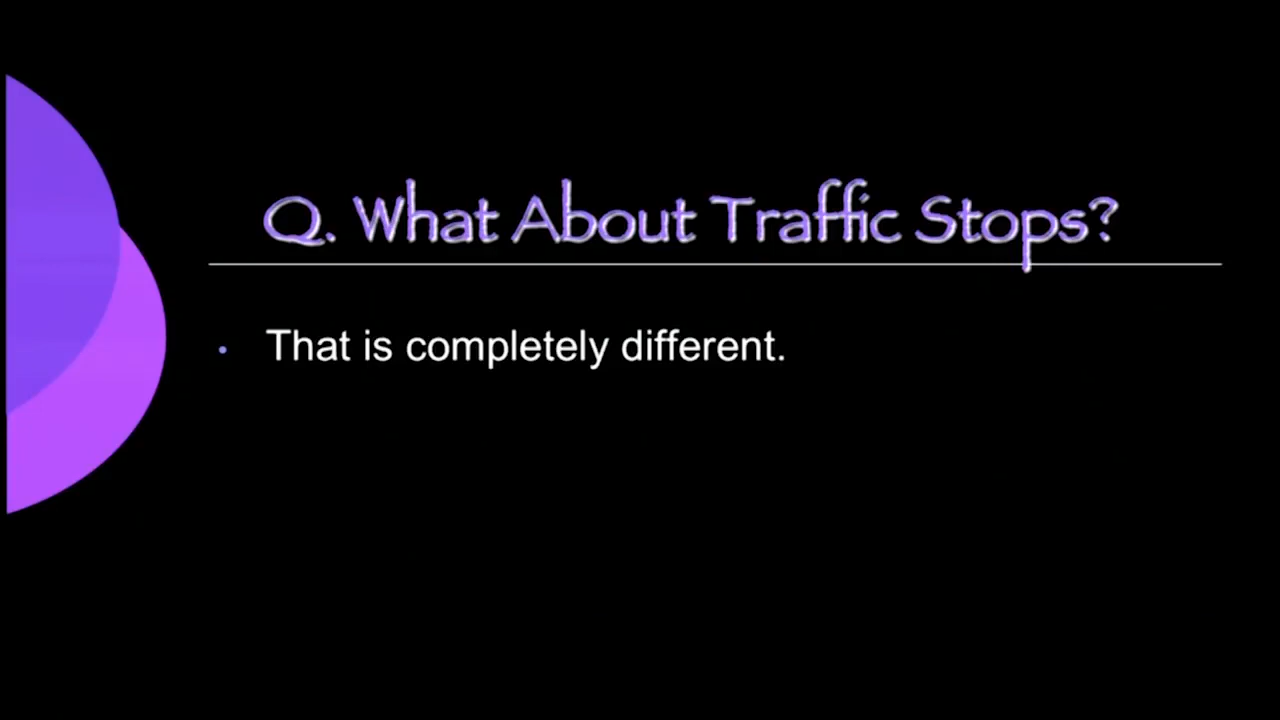 Q. What About Traffic Stops?
• That is completely different.